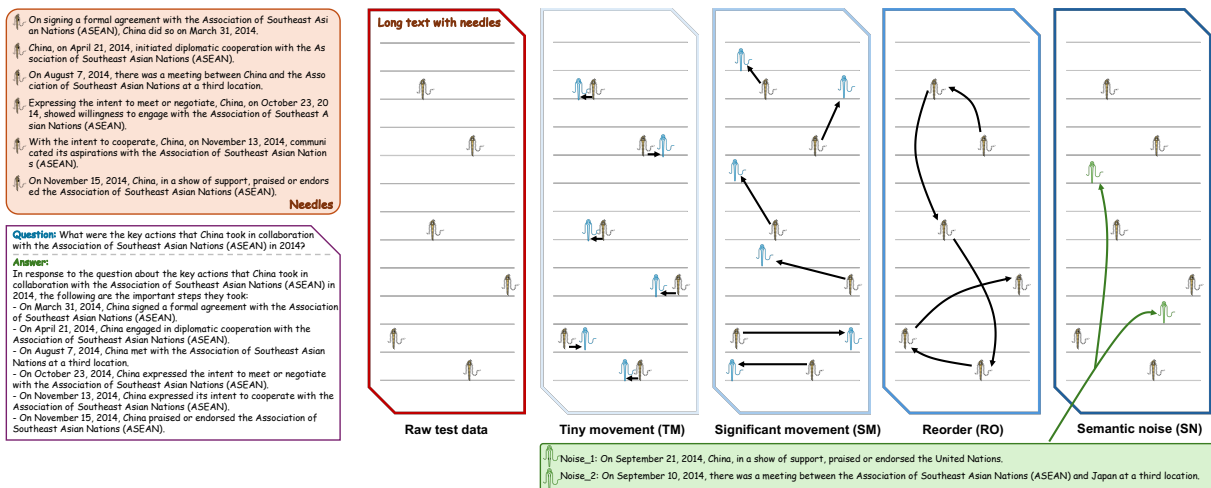 On signing a formal agreement with the Association of Southeast Asi
an Nations (ASEAN), China did so on March 31, 2014.
China, on April 21, 2014, initiated diplomatic cooperation with the As
sociation of Southeast Asian Nations (ASEAN).
On August 7, 2014, there was a meeting between China and the Asso
ciation of Southeast Asian Nations at a third location.
Expressing the intent to meet or negotiate, China, on October 23, 20
14, showed willingness to engage with the Association of Southeast A
sian Nations (ASEAN).
With the intent to cooperate, China, on November 13, 2014, communi
cated its aspirations with the Association of Southeast Asian Nation
s (ASEAN).
On November 15, 2014, China, in a show of support, praised or endors
ed the Association of Southeast Asian Nations (ASEAN).
Needles
Question: What were the key actions that China took in collaboration
with the Association of Southeast Asian Nations (ASEAN) in 2014?
Answer:
In response to the question about the key actions that China took in
collaboration with the Association of Southeast Asian Nations (ASEAN) in
2014, the following are the important steps they took:
- On March 31, 2014, China signed a formal agreement with the Association
of Southeast Asian Nations (ASEAN).
- On April 21, 2014, China engaged in diplomatic cooperation with the
Association of Southeast Asian Nations (ASEAN).
- On August 7, 2014, China met with the Association of Southeast Asian
Nations at a third location.
- On October 23, 2014, China expressed the intent to meet or negotiate
with the Association of Southeast Asian Nations (ASEAN).
- On November 13, 2014, China expressed its intent to cooperate with the
Association of Southeast Asian Nations (ASEAN).
- On November 15, 2014, China praised or endorsed the Association of
Southeast Asian Nations (ASEAN).
Long text with needles
Raw test data
Tiny movement (TM)
Significant movement (SM)
Reorder (RO)
Semantic noise (SN)
Noise_1: On September 21, 2014, China, in a show of support, praised or endorsed the United Nations.
Noise_2: On September 10, 2014, there was a meeting between the Association of Southeast Asian Nations (ASEAN) and Japan at a third location.